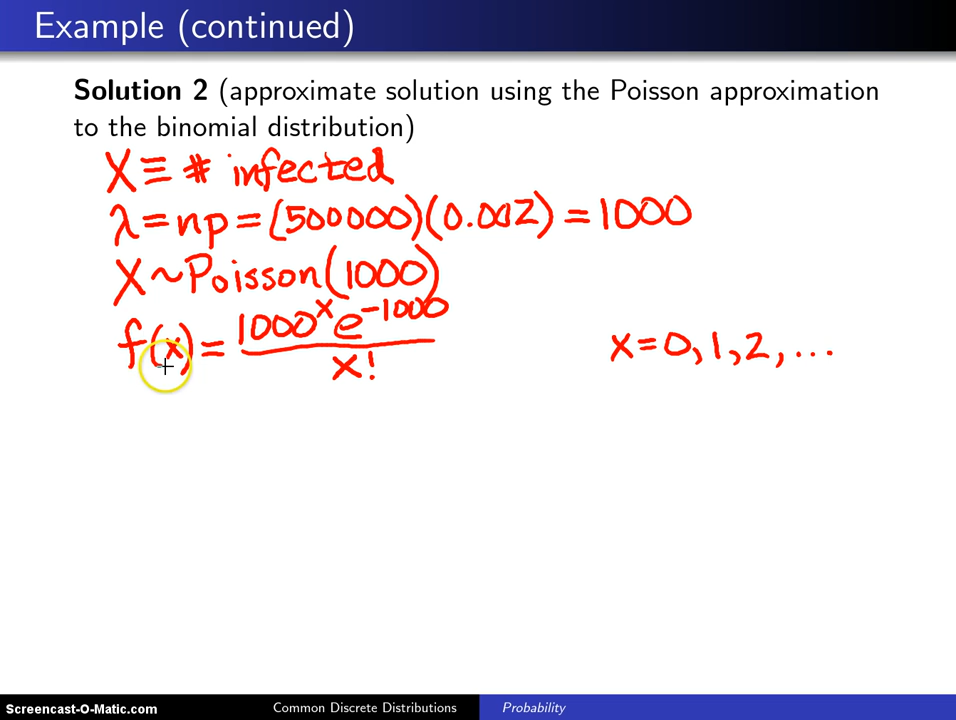 Example (continued)
Solution 2 (approximate solution using the Poisson approximation
to the binomial distribution)
X ≡ # infected
λ = np = (500000)(0.002) = 1000
X ~ Poisson(1000)
f(x) = 1000^x e^-1000 / x!    x = 0, 1, 2, ...
Screencast-O-Matic.com    Common Discrete Distributions    Probability